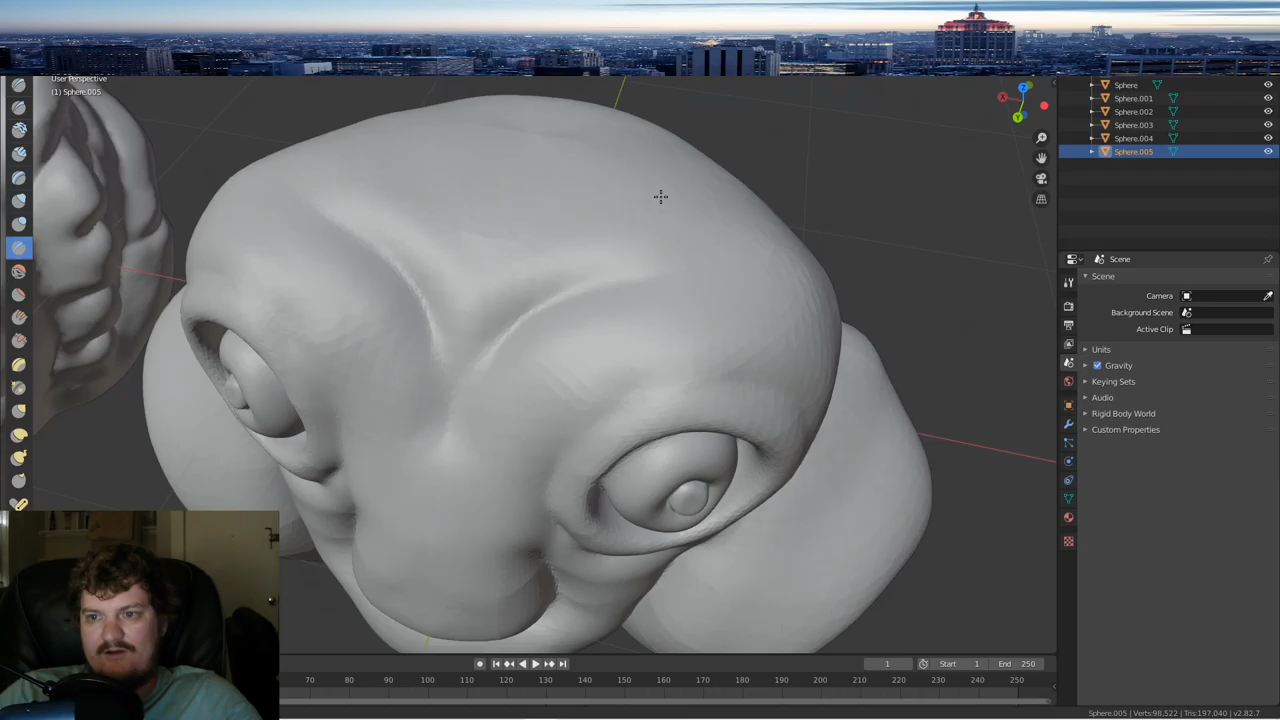 User Perspective
(1) Sphere.005
X
Y
Z
Sphere
Sphere.001
Sphere.002
Sphere.003
Sphere.004
Sphere.005
Scene
Scene
Camera
Background Scene
Active Clip
Units
Gravity
Keying Sets
Audio
Rigid Body World
Custom Properties
1
Start 1
End 250
70 80 90 100 110 120 130 140 150 160 170 180 190 200 210 220 230 240 250
Sphere.005 | Verts:98,522 | Tris:197,040 | v2.82.7